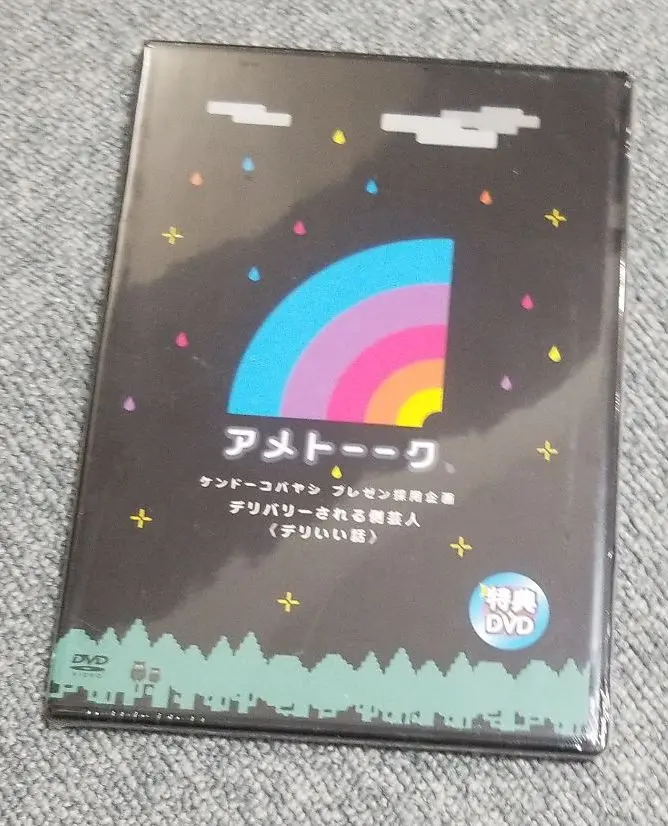 アメトーーク、
ケンドーコバヤシ プレゼン採用企画
デリバリーされる側芸人
《デリいい話》
特典
DVD
DVD
VIDEO